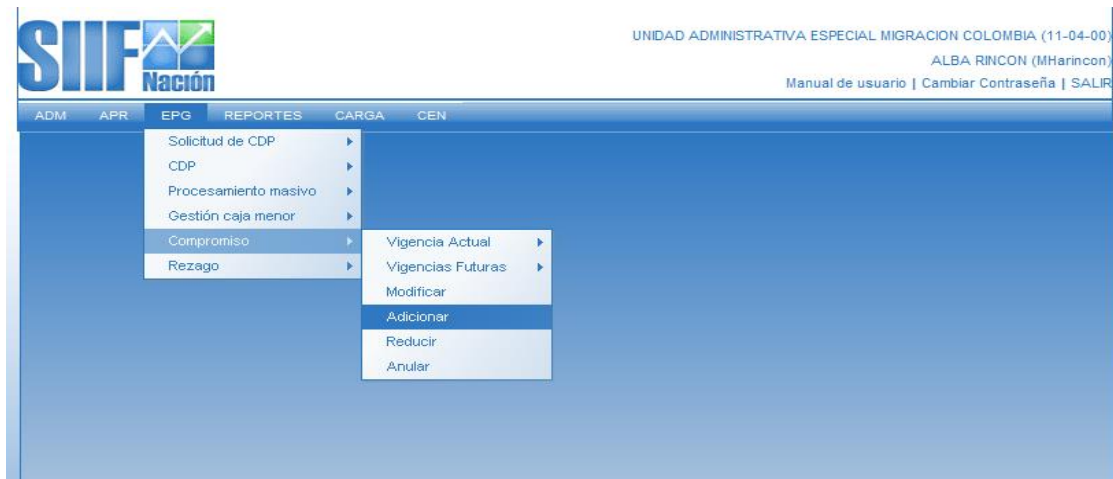 SIIF Nación
UNIDAD ADMINISTRATIVA ESPECIAL MIGRACION COLOMBIA (11-04-00)
ALBA RINCON (MHarincon)
Manual de usuario | Cambiar Contraseña | SALIR
ADM APR EPG REPORTES CARGA CEN
Solicitud de CDP
CDP
Procesamiento masivo
Gestión caja menor
Compromiso
Rezago
Vigencia Actual
Vigencias Futuras
Modificar
Adicionar
Reducir
Anular